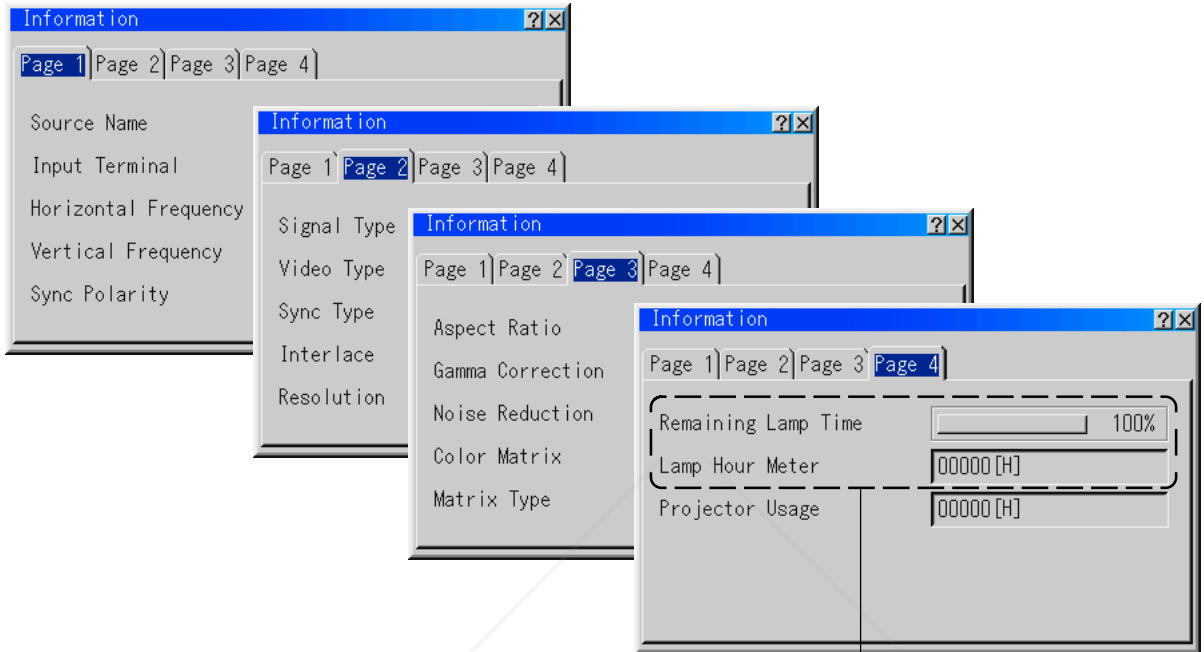 Information
Page 1 Page 2 Page 3 Page 4
Source Name
Input Terminal
Horizontal Frequency
Vertical Frequency
Sync Polarity
Information
Page 1 Page 2 Page 3 Page 4
Signal Type
Video Type
Sync Type
Interlace
Resolution
Information
Page 1 Page 2 Page 3 Page 4
Aspect Ratio
Gamma Correction
Noise Reduction
Color Matrix
Matrix Type
Information
Page 1 Page 2 Page 3 Page 4
Remaining Lamp Time 100%
Lamp Hour Meter 00000[H]
Projector Usage 00000[H]